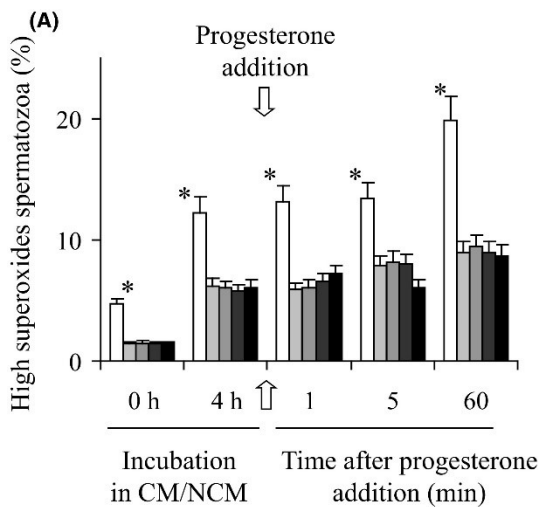 (A)
Progesterone
addition
High superoxides spermatozoa (%)
20
10
0
* * * * *
0 h 4 h 1 5 60
Incubation
in CM/NCM
Time after progesterone
addition (min)